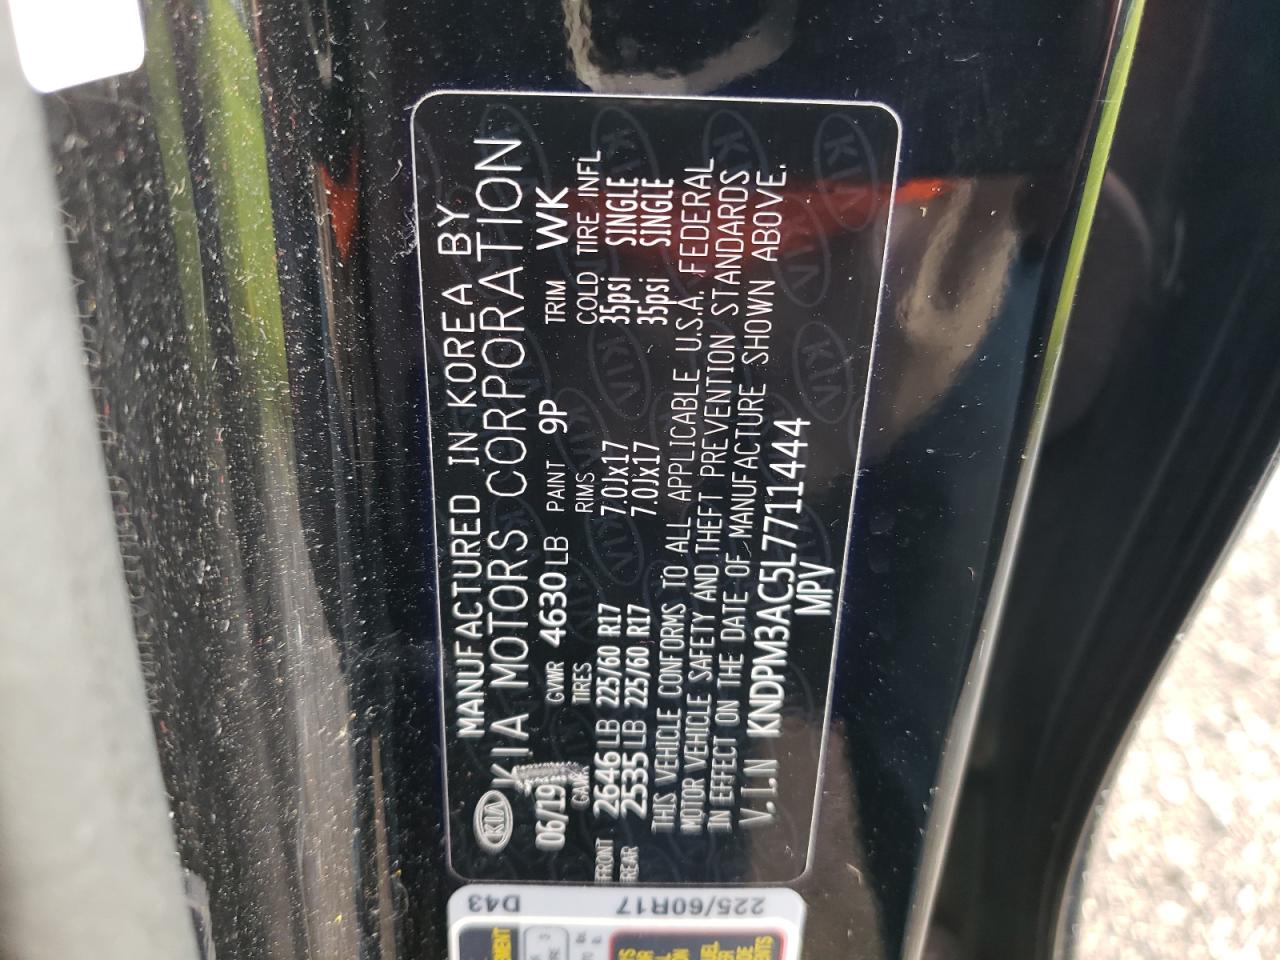 MANUFACTURED IN KOREA BY
KIA KIA MOTORS CORPORATION
06/19 GVWR 4630LB PAINT 9P TRIM WK
GAWR TIRES RIMS COLD TIRE INFL
FRONT 2646LB 225/60 R17 7.0Jx17 35psi SINGLE
REAR 2535LB 225/60 R17 7.0Jx17 35psi SINGLE
THIS VEHICLE CONFORMS TO ALL APPLICABLE U.S.A. FEDERAL
MOTOR VEHICLE SAFETY AND THEFT PREVENTION STANDARDS
IN EFFECT ON THE DATE OF MANUFACTURE SHOWN ABOVE.
V.I.N KNDPM3AC5L7711444
MPV
D43
225/60R17